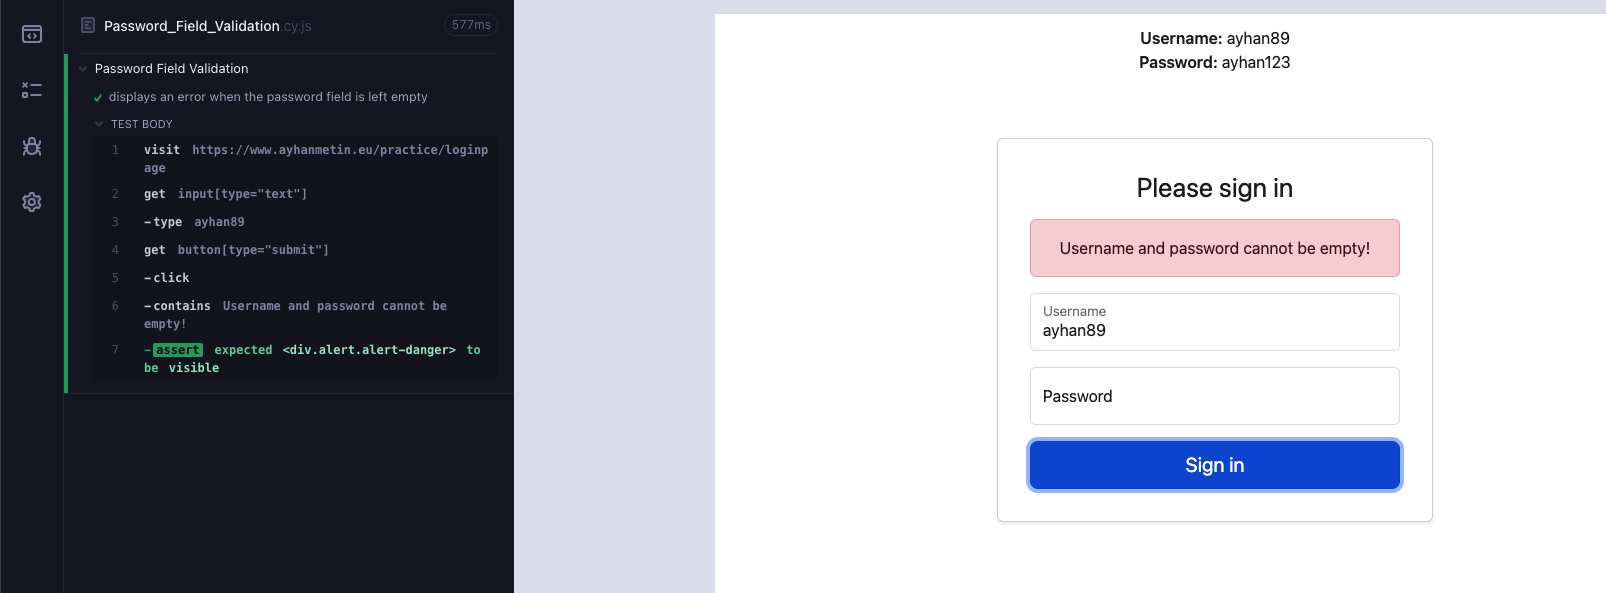 Password_Field_Validation.cy.js 577ms
Password Field Validation
displays an error when the password field is left empty
TEST BODY
1 visit https://www.ayhanmetin.eu/practice/loginp
age
2 get input[type="text"]
3 -type ayhan89
4 get button[type="submit"]
5 -click
6 -contains Username and password cannot be
empty!
7 -assert expected <div.alert.alert-danger> to
be visible
Username: ayhan89
Password: ayhan123
Please sign in
Username and password cannot be empty!
Username
ayhan89
Password
Sign in